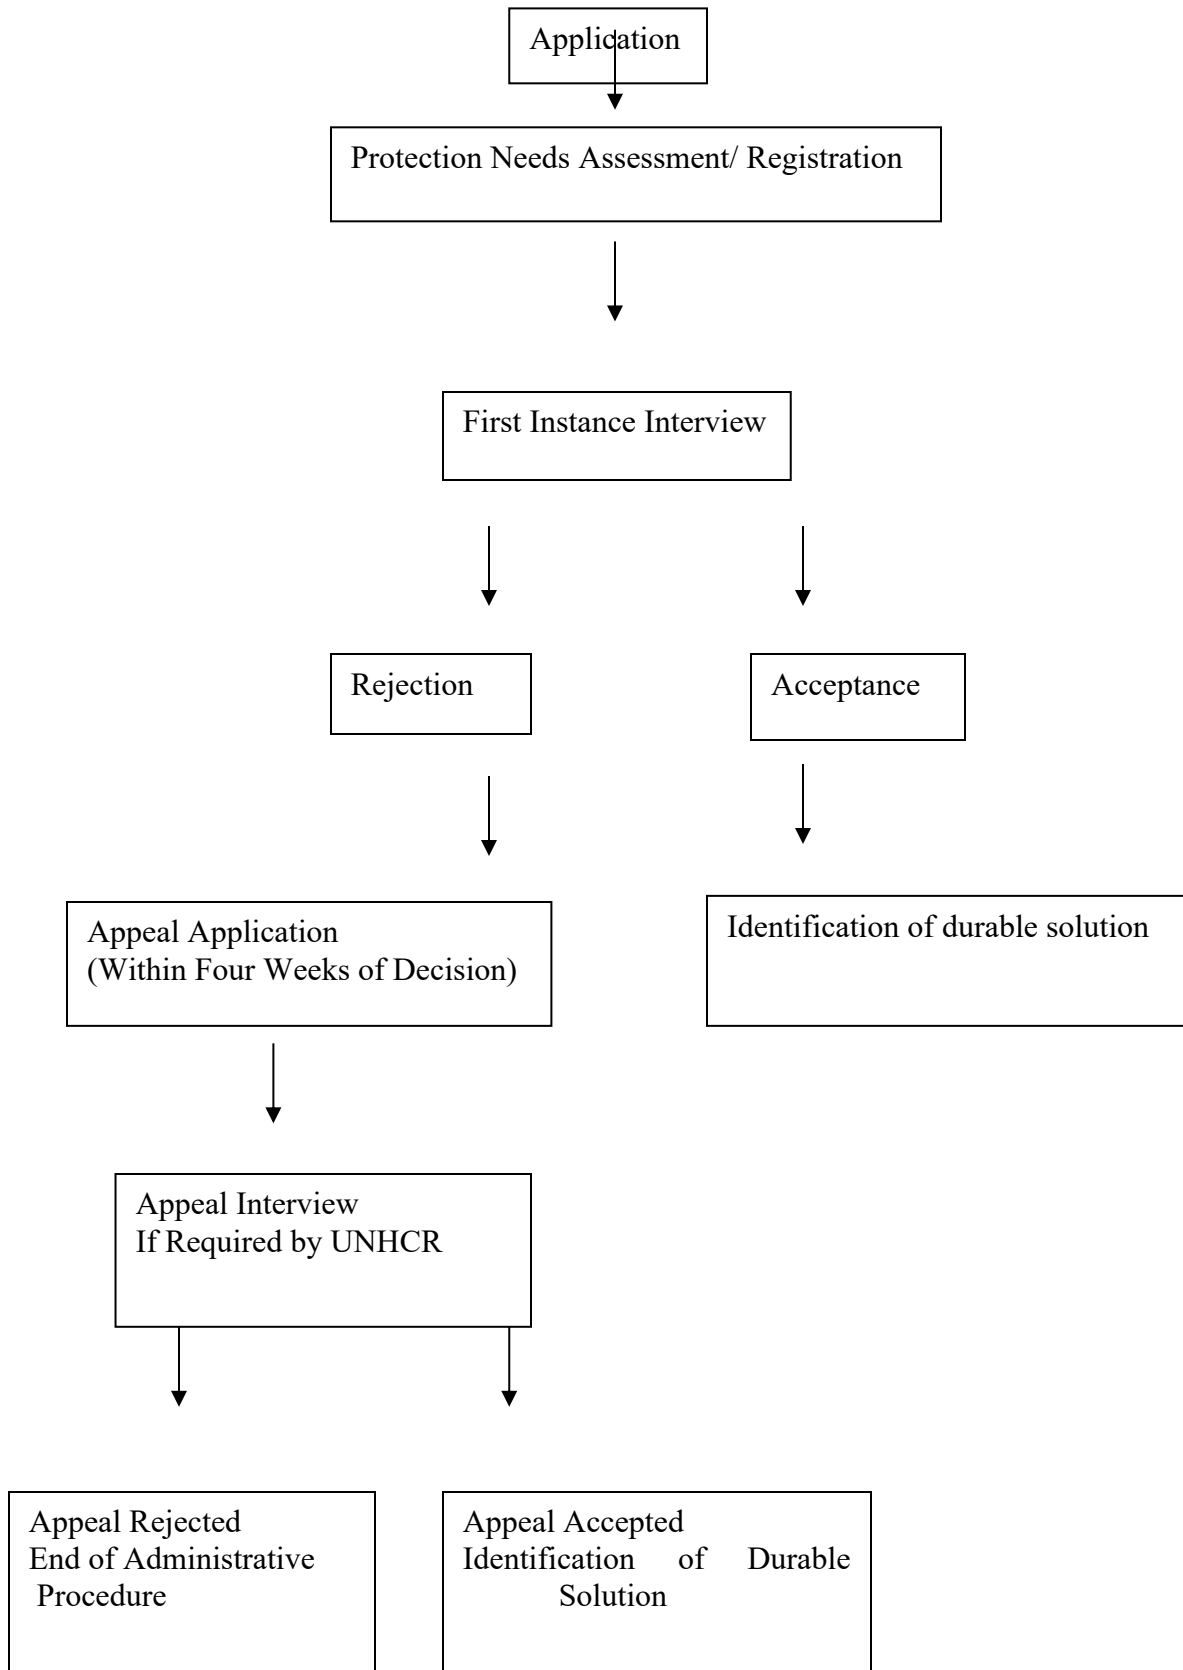 Application
Protection Needs Assessment/ Registration
First Instance Interview
Rejection
Acceptance
Appeal Application
(Within Four Weeks of Decision)
Identification of durable solution
Appeal Interview
If Required by UNHCR
Appeal Rejected
End of Administrative
Procedure
Appeal Accepted
Identification of Durable
Solution